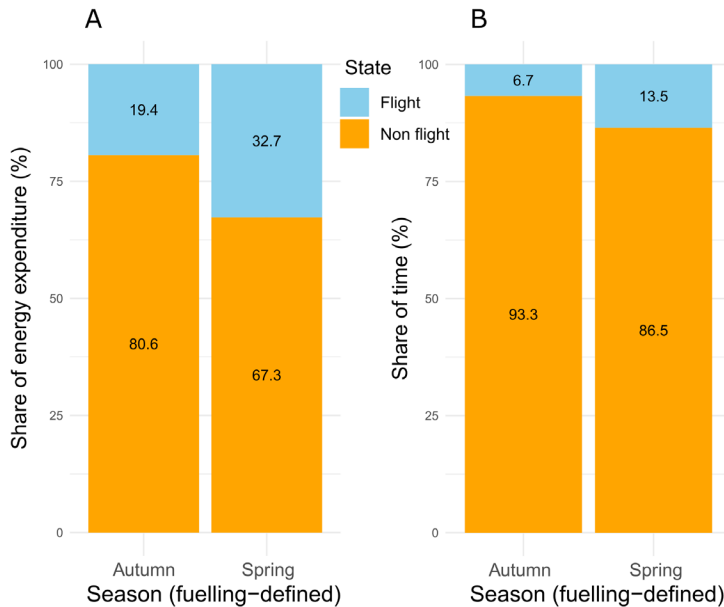 A
Share of energy expenditure (%)
100
75
50
25
0
19.4
32.7
80.6
67.3
Autumn
Spring
Season (fuelling−defined)
State
Flight
Non flight
B
Share of time (%)
100
75
50
25
0
6.7
13.5
93.3
86.5
Autumn
Spring
Season (fuelling−defined)